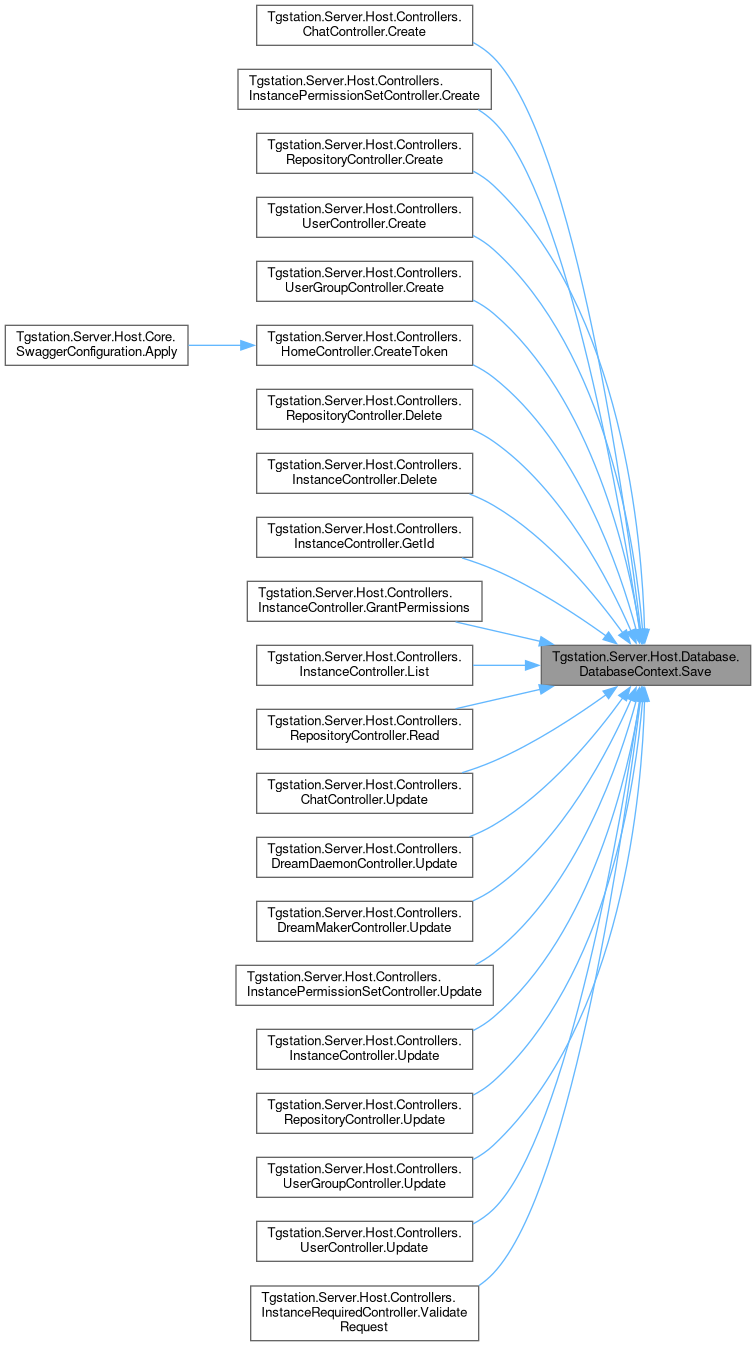 Tgstation.Server.Host.Controllers.
ChatController.Create
Tgstation.Server.Host.Controllers.
InstancePermissionSetController.Create
Tgstation.Server.Host.Controllers.
RepositoryController.Create
Tgstation.Server.Host.Controllers.
UserController.Create
Tgstation.Server.Host.Controllers.
UserGroupController.Create
Tgstation.Server.Host.Core.
SwaggerConfiguration.Apply
Tgstation.Server.Host.Controllers.
HomeController.CreateToken
Tgstation.Server.Host.Controllers.
RepositoryController.Delete
Tgstation.Server.Host.Controllers.
InstanceController.Delete
Tgstation.Server.Host.Controllers.
InstanceController.GetId
Tgstation.Server.Host.Controllers.
InstanceController.GrantPermissions
Tgstation.Server.Host.Controllers.
InstanceController.List
Tgstation.Server.Host.Database.
DatabaseContext.Save
Tgstation.Server.Host.Controllers.
RepositoryController.Read
Tgstation.Server.Host.Controllers.
ChatController.Update
Tgstation.Server.Host.Controllers.
DreamDaemonController.Update
Tgstation.Server.Host.Controllers.
DreamMakerController.Update
Tgstation.Server.Host.Controllers.
InstancePermissionSetController.Update
Tgstation.Server.Host.Controllers.
InstanceController.Update
Tgstation.Server.Host.Controllers.
RepositoryController.Update
Tgstation.Server.Host.Controllers.
UserGroupController.Update
Tgstation.Server.Host.Controllers.
UserController.Update
Tgstation.Server.Host.Controllers.
InstanceRequiredController.Validate
Request